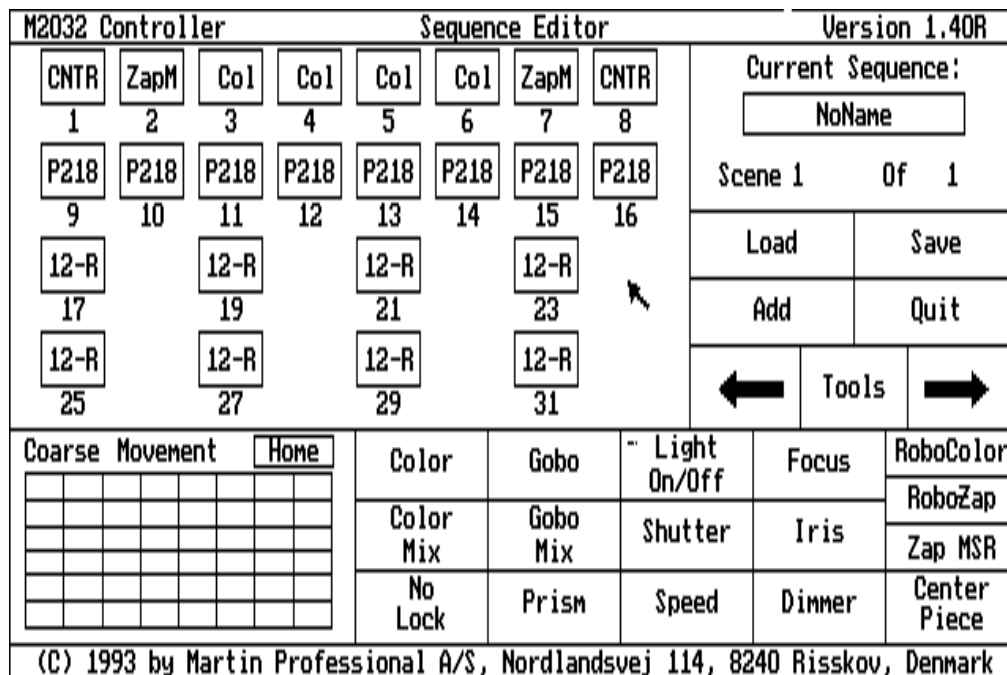 M2032 Controller Sequence Editor Version 1.40R
CNTR ZapM Col Col Col Col ZapM CNTR
1 2 3 4 5 6 7 8
P218 P218 P218 P218 P218 P218 P218 P218
9 10 11 12 13 14 15 16
12-R 12-R 12-R 12-R
17 19 21 23
12-R 12-R 12-R 12-R
25 27 29 31
Current Sequence:
NoName
Scene 1 Of 1
Load Save
Add Quit
Tools
Coarse Movement Home
Color Gobo Light On/Off Focus
Color Mix Gobo Mix Shutter Iris
No Lock Prism Speed Dimmer
RoboColor
RoboZap
Zap MSR
Center Piece
(C) 1993 by Martin Professional A/S, Nordlandsvej 114, 8240 Risskov, Denmark